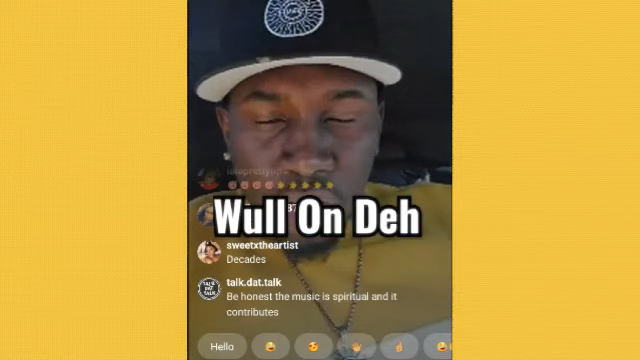 Wull On Deh
sweetxtheartist
Decades
talk.dat.talk
Be honest the music is spiritual and it
contributes
Hello